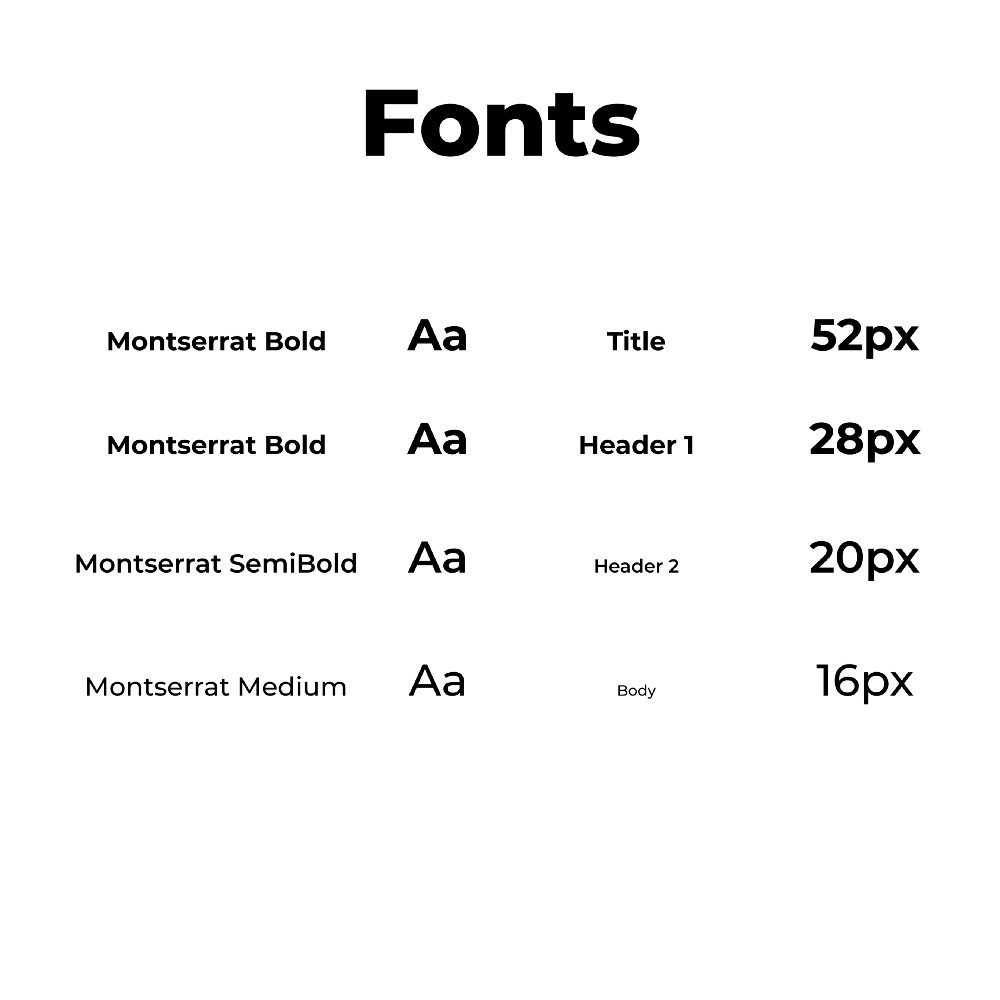 Fonts
Montserrat Bold Aa Title 52px
Montserrat Bold Aa Header 1 28px
Montserrat SemiBold Aa Header 2 20px
Montserrat Medium Aa Body 16px